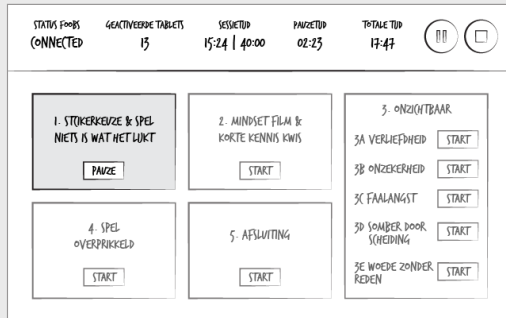 STATUS FOOBS
GEACTIVEERDE TABLETS
SESSIETIJD
PAUZETIJD
TOTALE TIJD
CONNECTED
13
15:24 | 40:00
02:23
17:47
1. STIJKERKEUZE & SPEL
NIETS IS WAT HET LIJKT
PAUZE
2. MINDSET FILM &
KORTE KENNIS KWIS
START
3. ONZICHTBAAR
3A VERLIEFDHEID START
3B ONZEKERHEID START
3C FAALANGST START
3D SOMBER DOOR
SCHEIDING START
3E WOEDE ZONDER
REDEN START
4. SPEL
OVERPRIKKELD
START
5. AFSLUITING
START